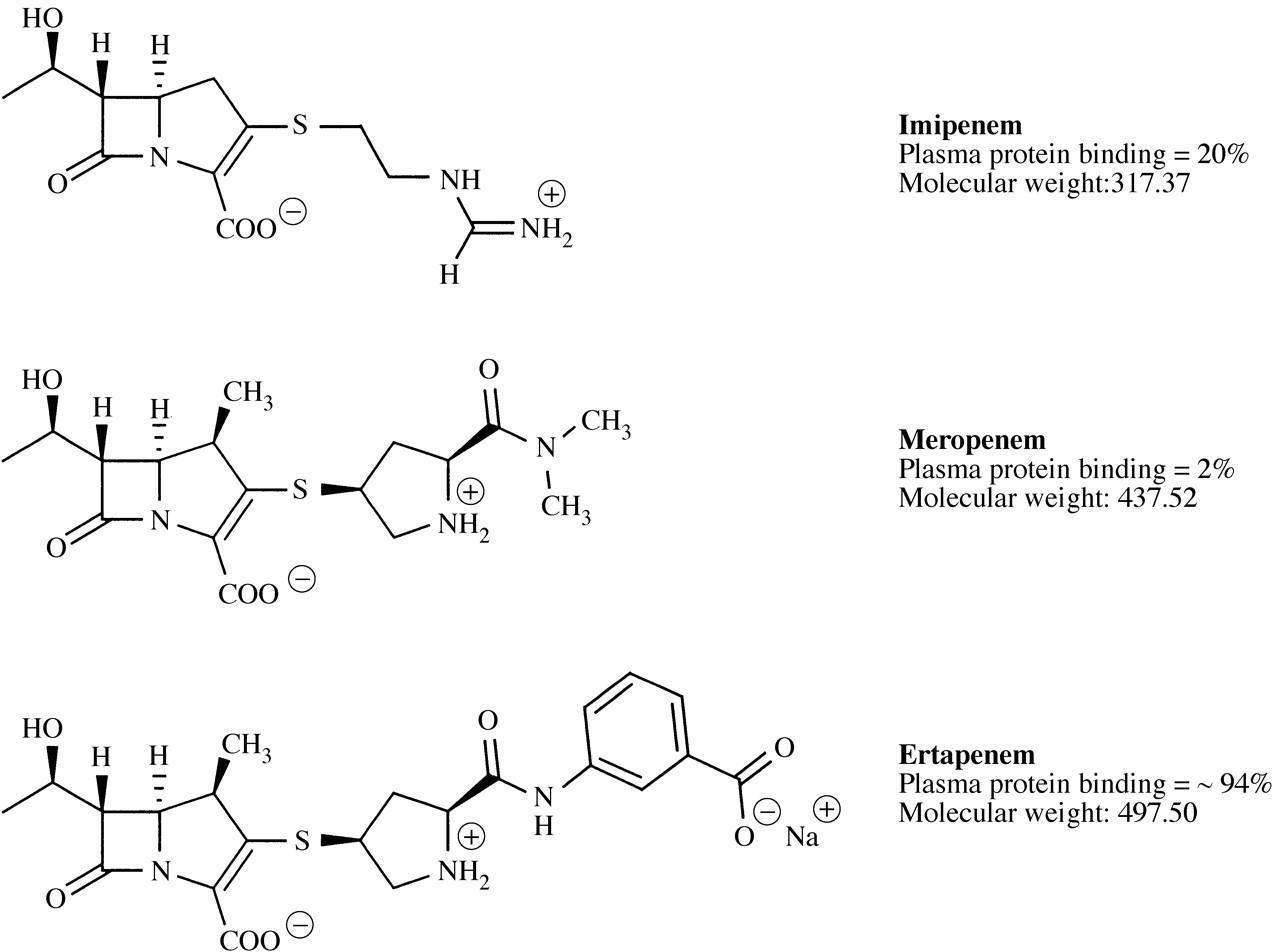 HO
H
H
S
Imipenem
Plasma protein binding = 20%
Molecular weight:317.37
O
N
NH
+
COO −
NH2
H
O
HO
H
H
CH3
N
CH3
Meropenem
Plasma protein binding = 2%
Molecular weight: 437.52
S
+
CH3
O
N
NH2
COO −
HO
H
H
CH3
O
N
H
O
Ertapenem
Plasma protein binding = ~ 94%
Molecular weight: 497.50
S
+
O − Na +
O
N
NH2
COO −